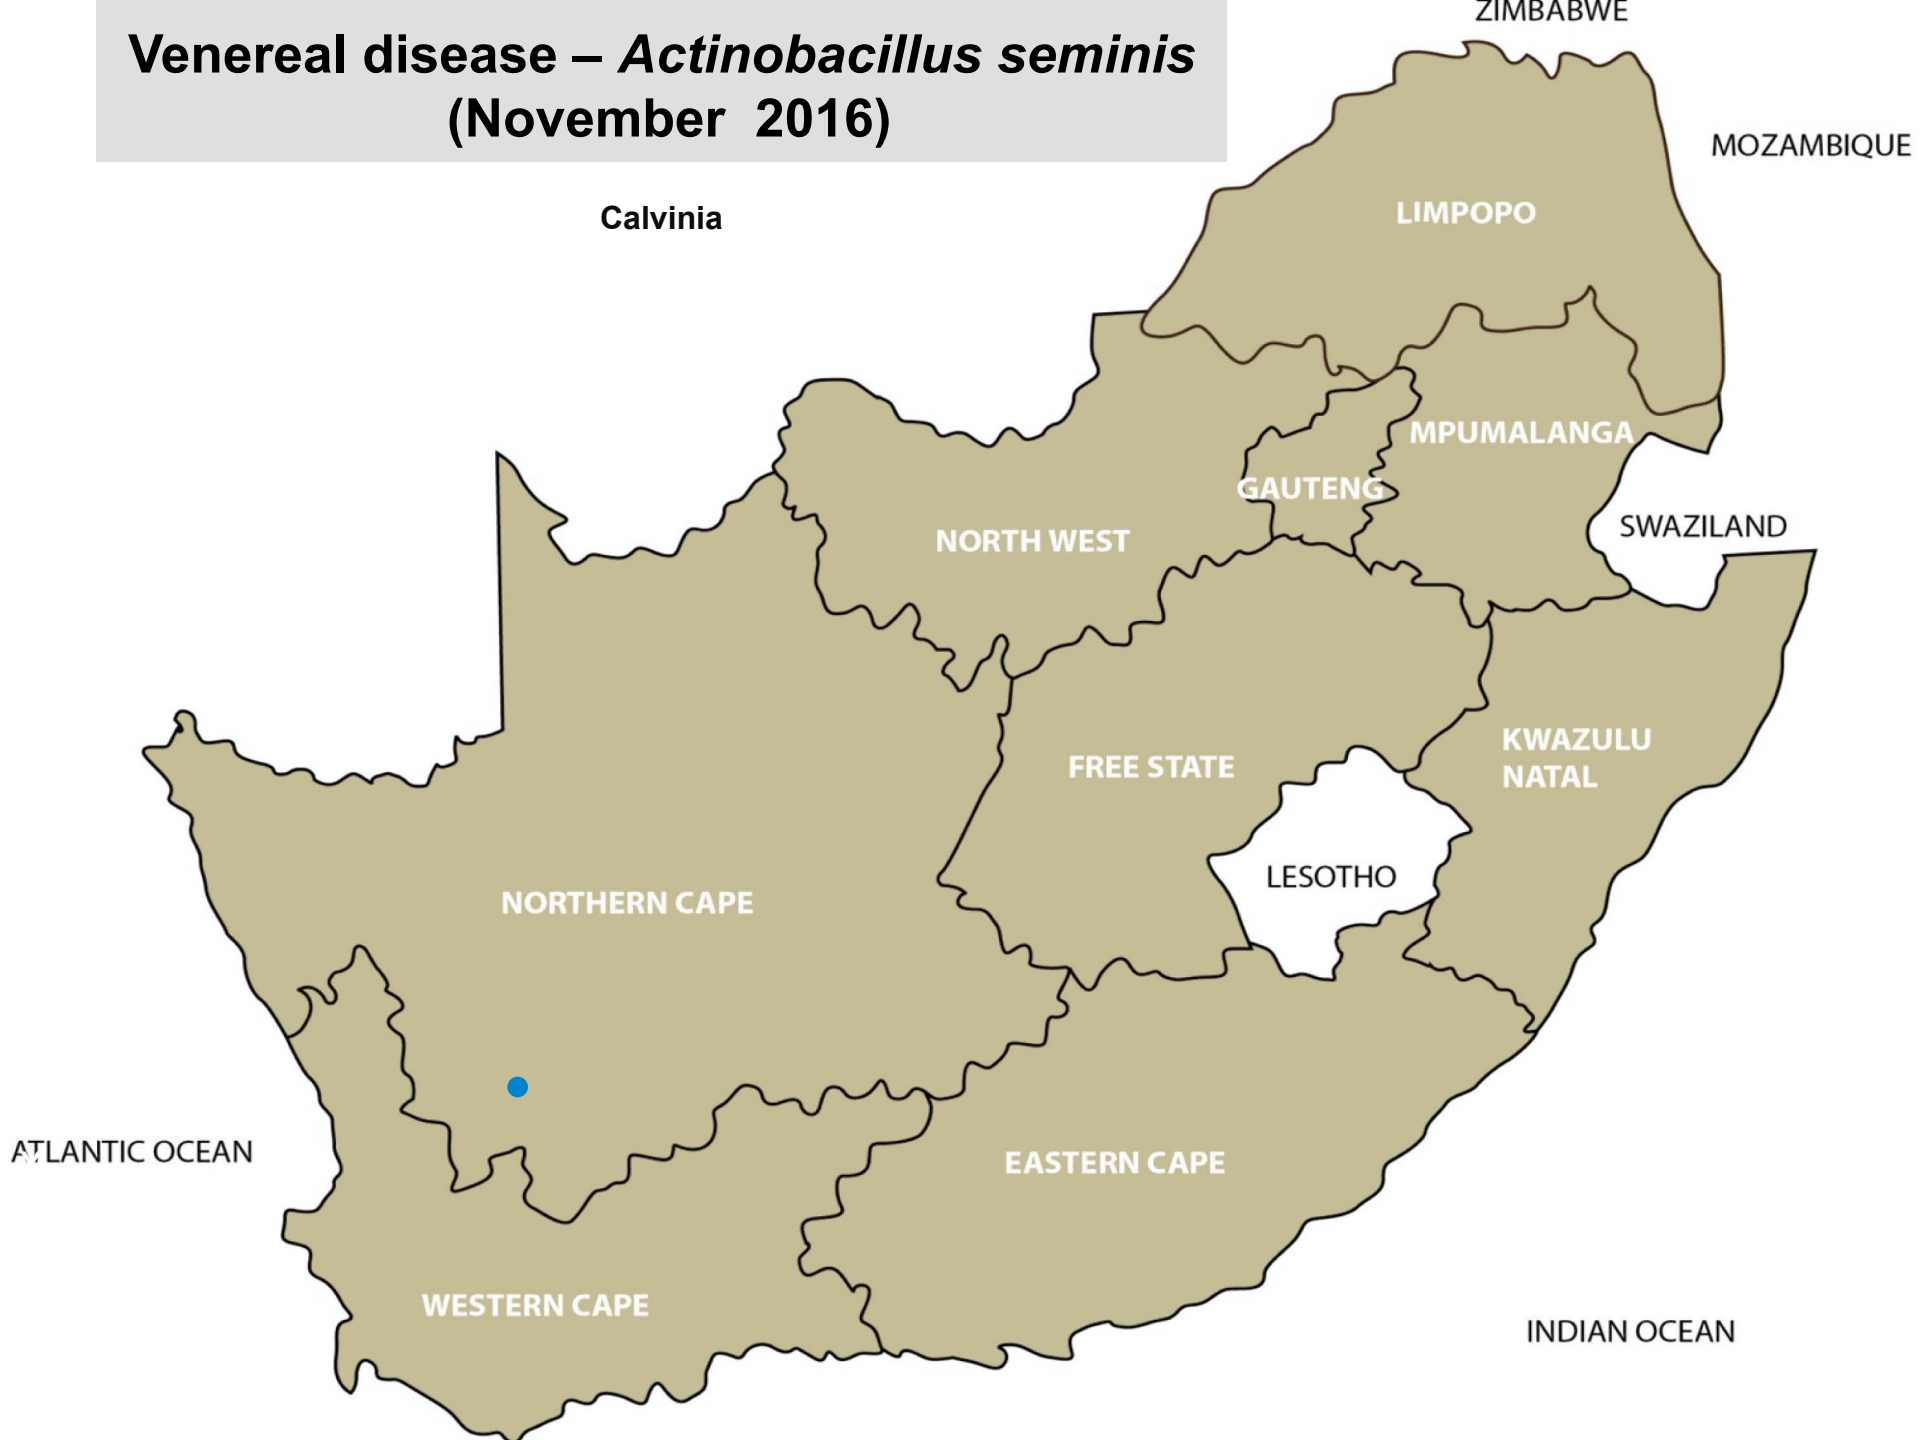 Venereal disease – Actinobacillus seminis
(November 2016)
Calvinia
ZIMBABWE
MOZAMBIQUE
LIMPOPO
MPUMALANGA
GAUTENG
NORTH WEST
SWAZILAND
KWAZULU
NATAL
FREE STATE
LESOTHO
NORTHERN CAPE
ATLANTIC OCEAN
EASTERN CAPE
WESTERN CAPE
INDIAN OCEAN